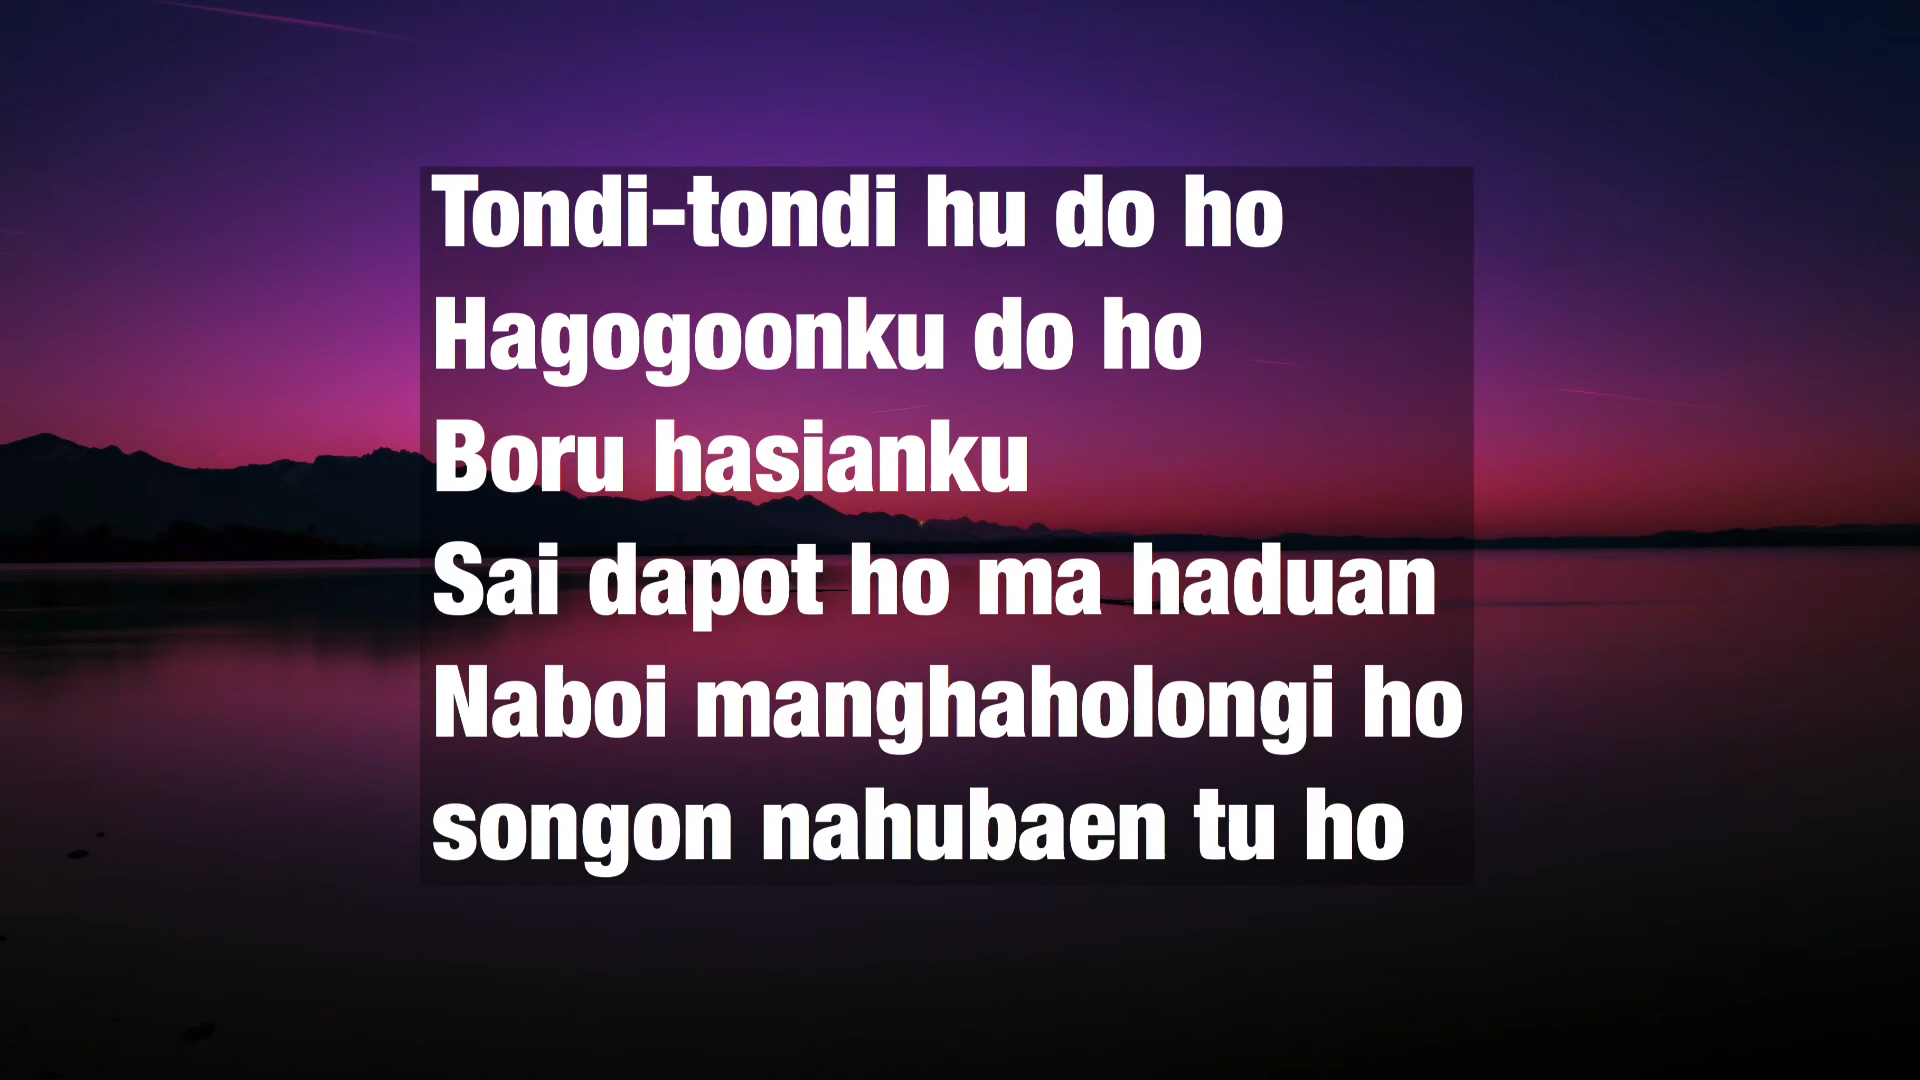 Tondi-tondi hu do ho
Hagogoonku do ho
Boru hasianku
Sai dapot ho ma haduan
Naboi manghaholongi ho
songon nahubaen tu ho